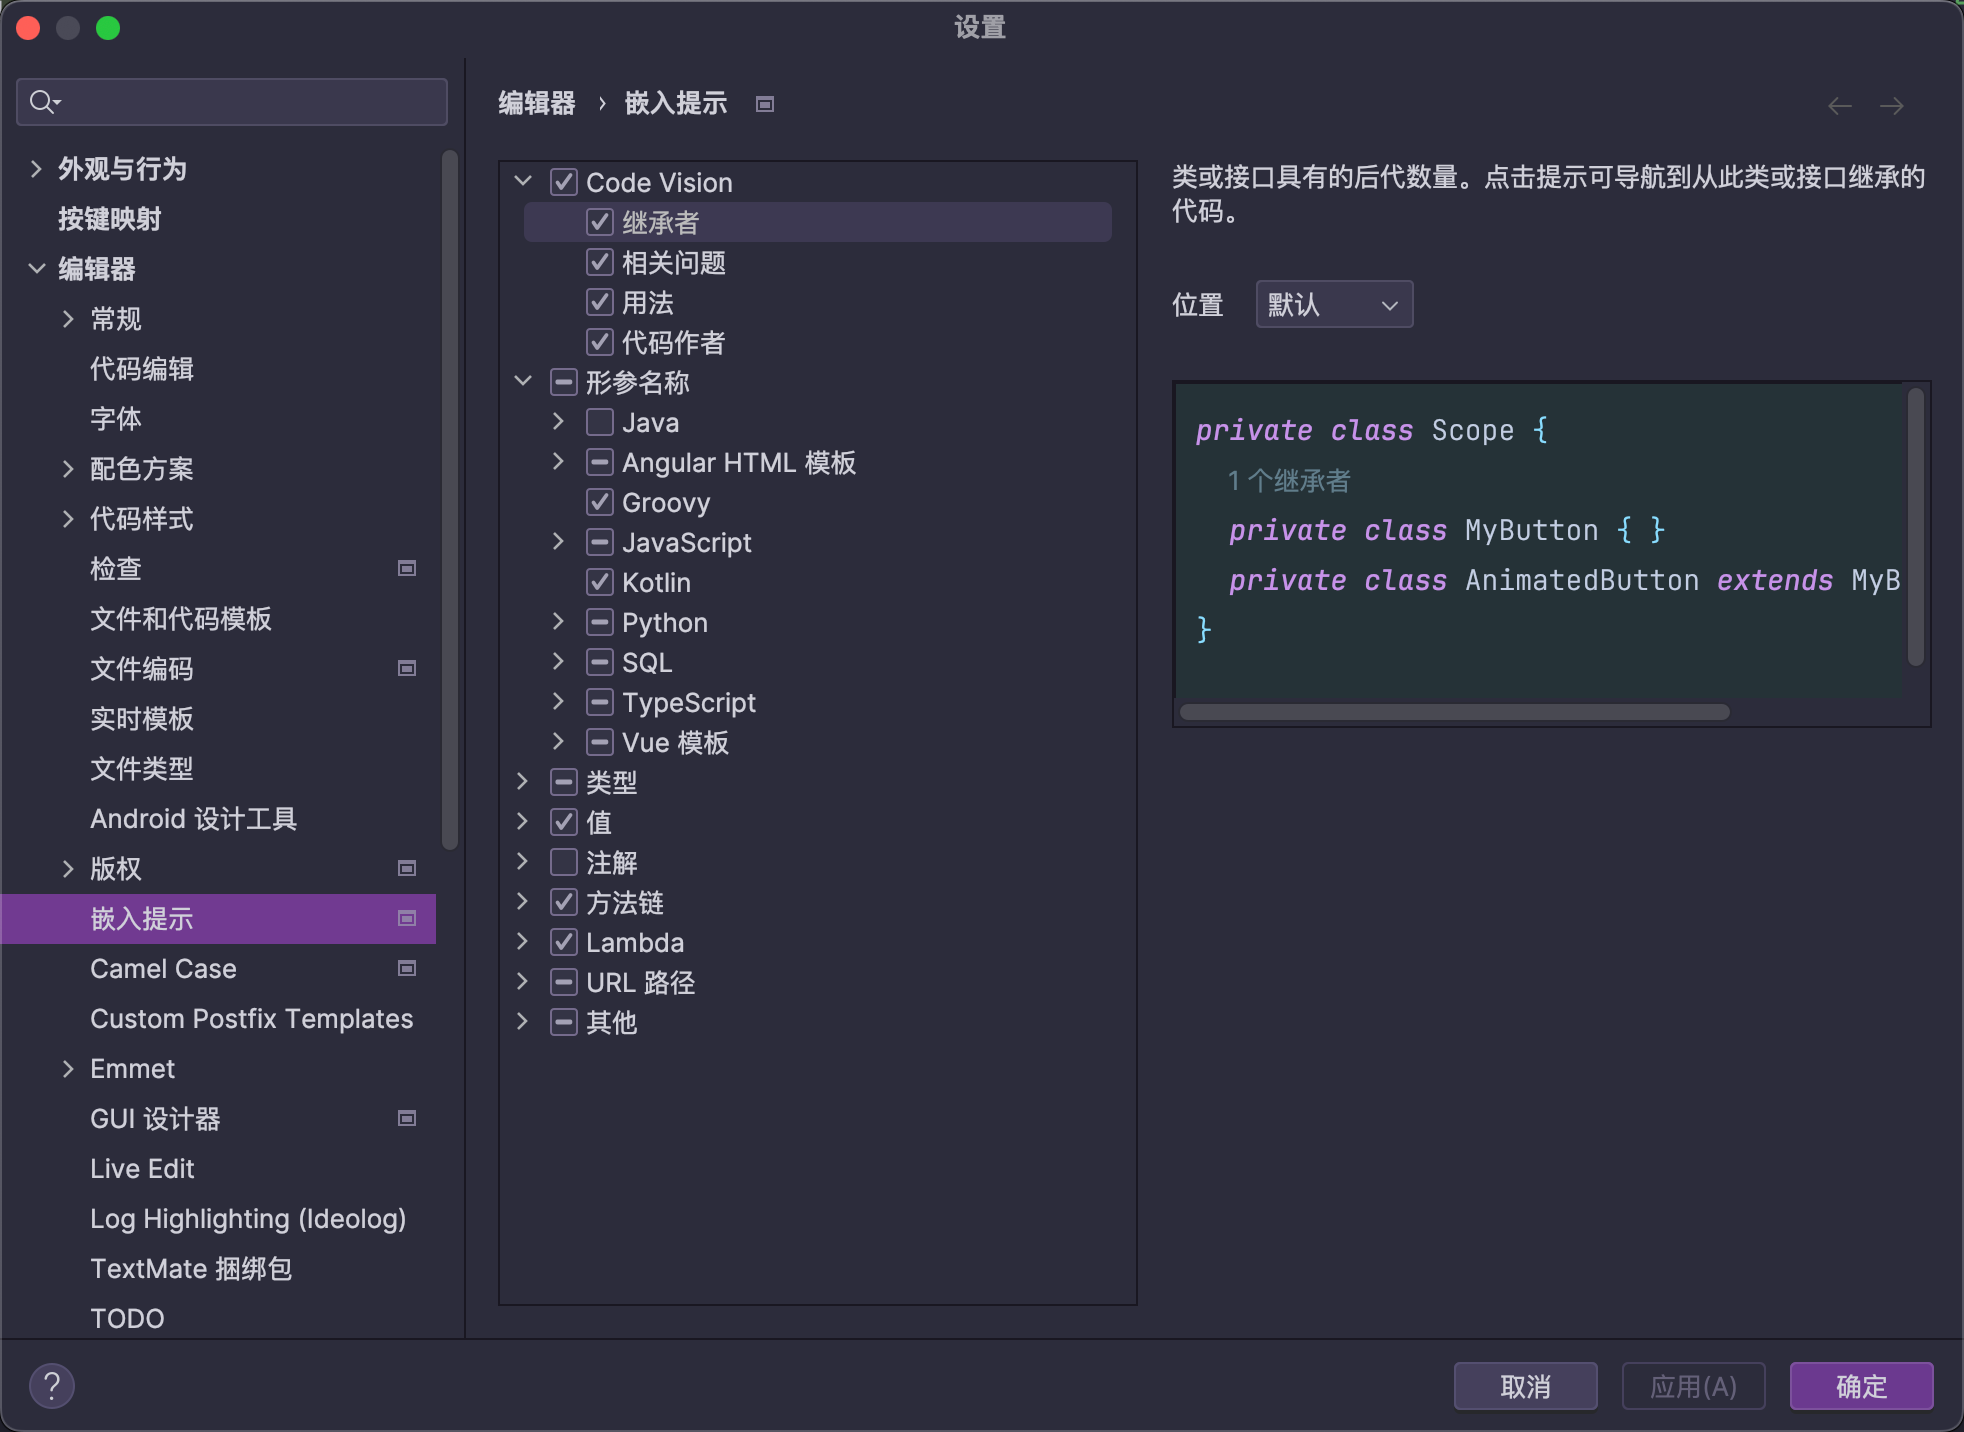 设置
外观与行为
按键映射
编辑器
常规
代码编辑
字体
配色方案
代码样式
检查
文件和代码模板
文件编码
实时模板
文件类型
Android 设计工具
版权
嵌入提示
Camel Case
Custom Postfix Templates
Emmet
GUI 设计器
Live Edit
Log Highlighting (Ideolog)
TextMate 捆绑包
TODO
编辑器 › 嵌入提示
Code Vision
继承者
相关问题
用法
代码作者
形参名称
Java
Angular HTML 模板
Groovy
JavaScript
Kotlin
Python
SQL
TypeScript
Vue 模板
类型
值
注解
方法链
Lambda
URL 路径
其他
类或接口具有的后代数量。点击提示可导航到从此类或接口继承的
代码。
位置 默认
private class Scope {
1 个继承者
private class MyButton { }
private class AnimatedButton extends MyB
}
?
取消 应用(A) 确定